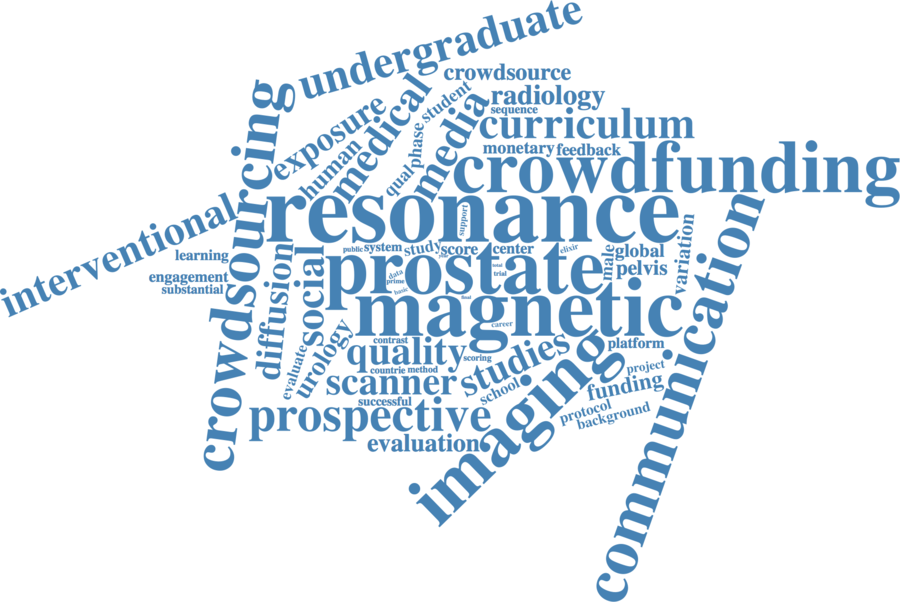 undergraduate
crowdsource
crowdsourcing
exposure
medical
student
radiology
sequence
media
curriculum
human
phase
qual
monetary
feedback
crowdfunding
interventional
resonance
support
communication
variation
learning
public
system
study
score
center
elixir
male
global
diffusion
social
prostate
pelvis
engagement
substantial
data
prime
basic
total
trial
final
magnetic
career
urology
contrast
quality
scoring
studies
imaging
platform
evaluate
countrie
method
scanner
school
project
funding
successful
prospective
protocol
background
evaluation